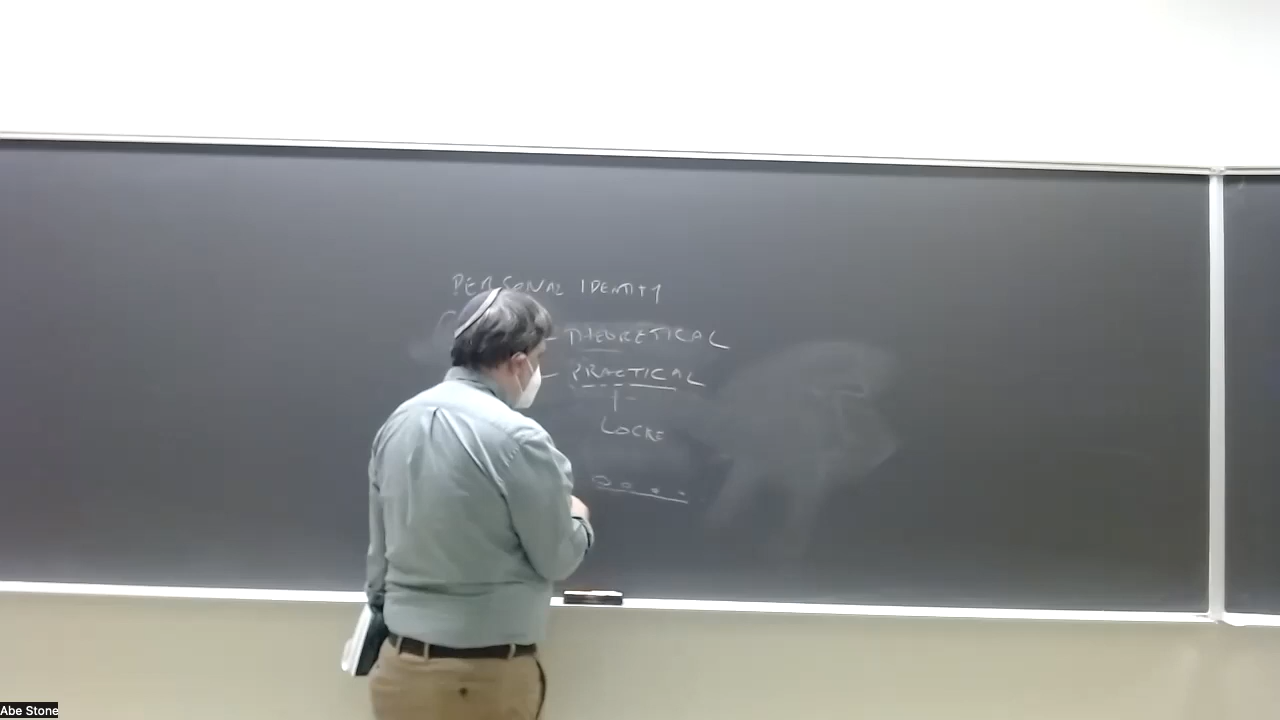 PERSONAL IDENTITY
- THEORETICAL
- PRACTICAL
LOCKE
Abe Stone